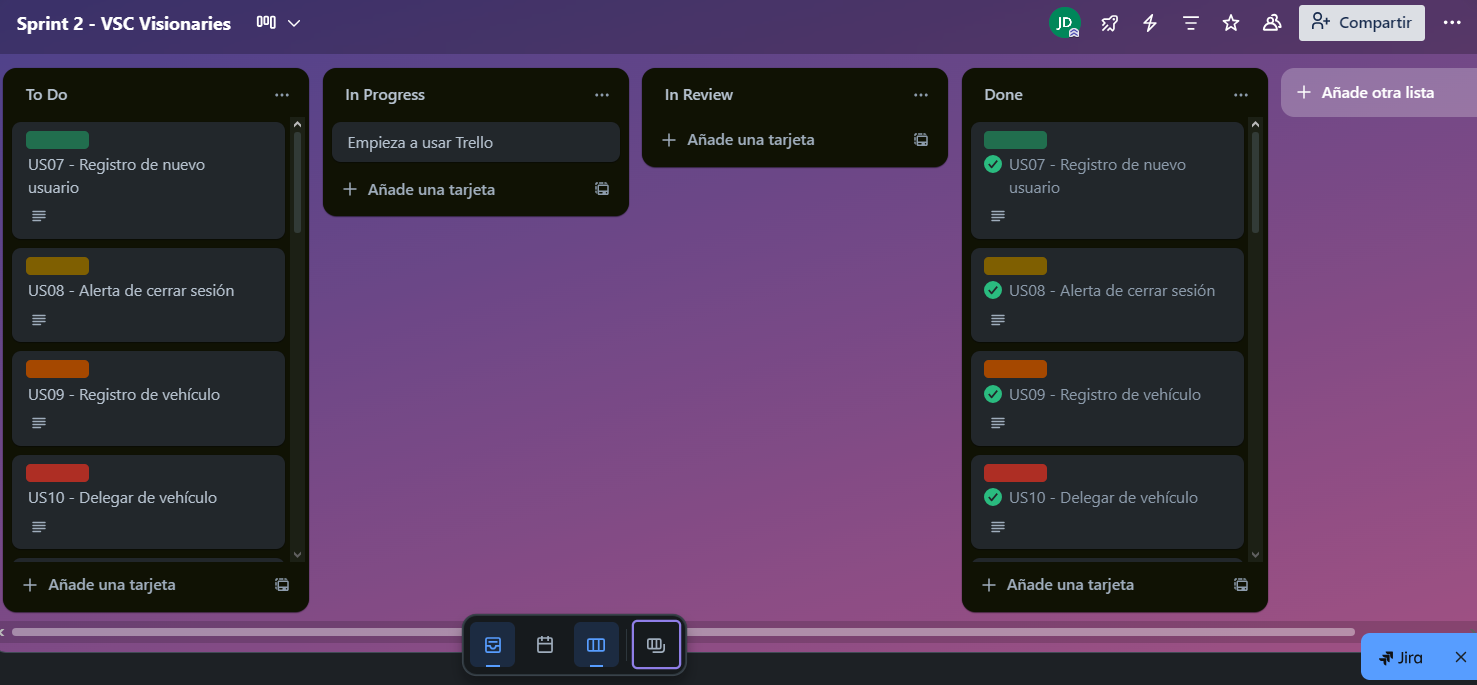 Sprint 2 - VSC Visionaries
JD
Compartir
To Do
US07 - Registro de nuevo
usuario
US08 - Alerta de cerrar sesión
US09 - Registro de vehículo
US10 - Delegar de vehículo
Añade una tarjeta
In Progress
Empieza a usar Trello
Añade una tarjeta
In Review
Añade una tarjeta
Done
US07 - Registro de nuevo
usuario
US08 - Alerta de cerrar sesión
US09 - Registro de vehículo
US10 - Delegar de vehículo
Añade una tarjeta
Añade otra lista
Jira